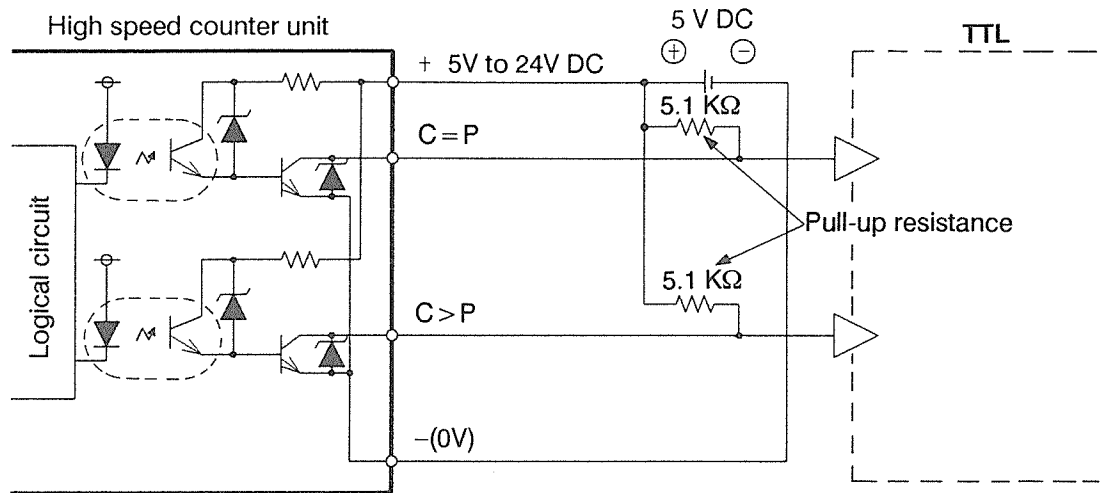 High speed counter unit
5 V DC
+ −
TTL
+ 5V to 24V DC
5.1 KΩ
C=P
Logical circuit
Pull-up resistance
5.1 KΩ
C>P
−(0V)